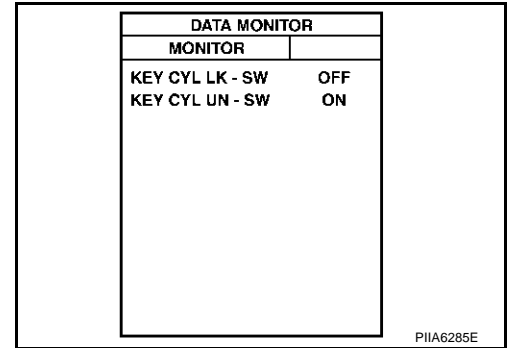 DATA MONITOR
MONITOR
KEY CYL LK - SW OFF
KEY CYL UN - SW ON
PIIA6285E